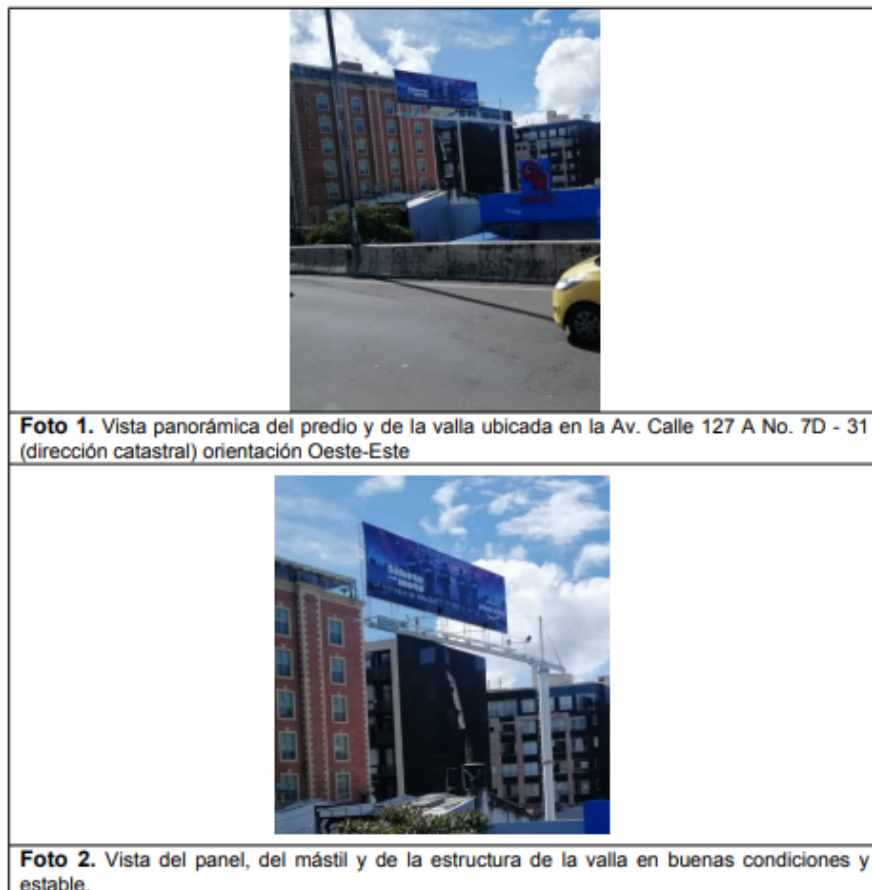 HOTEL
Foto 1. Vista panorámica del predio y de la valla ubicada en la Av. Calle 127 A No. 7D - 31
(dirección catastral) orientación Oeste-Este
Foto 2. Vista del panel, del mástil y de la estructura de la valla en buenas condiciones y
estable.